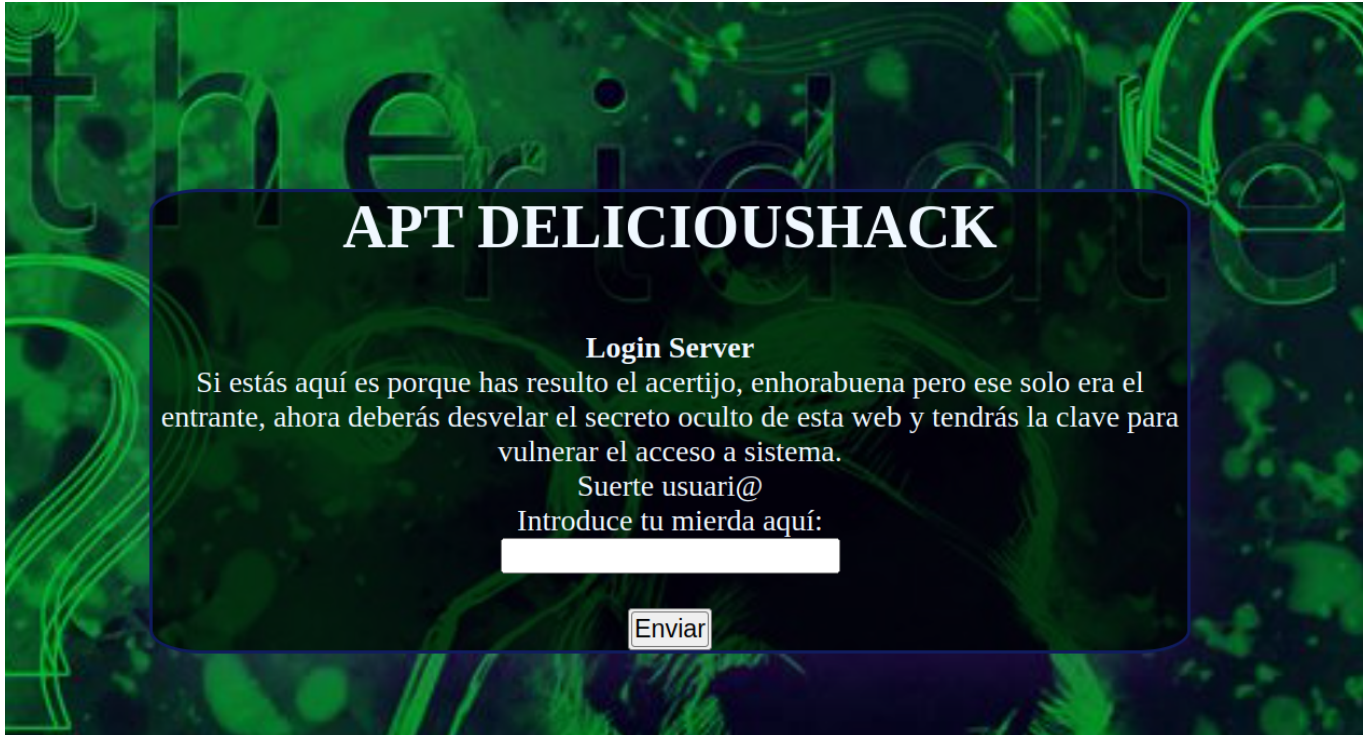 the riddle
APT DELICIOUSHACK
Login Server
Si estás aquí es porque has resulto el acertijo, enhorabuena pero ese solo era el
entrante, ahora deberás desvelar el secreto oculto de esta web y tendrás la clave para
vulnerar el acceso a sistema.
Suerte usuari@
Introduce tu mierda aquí:
Enviar